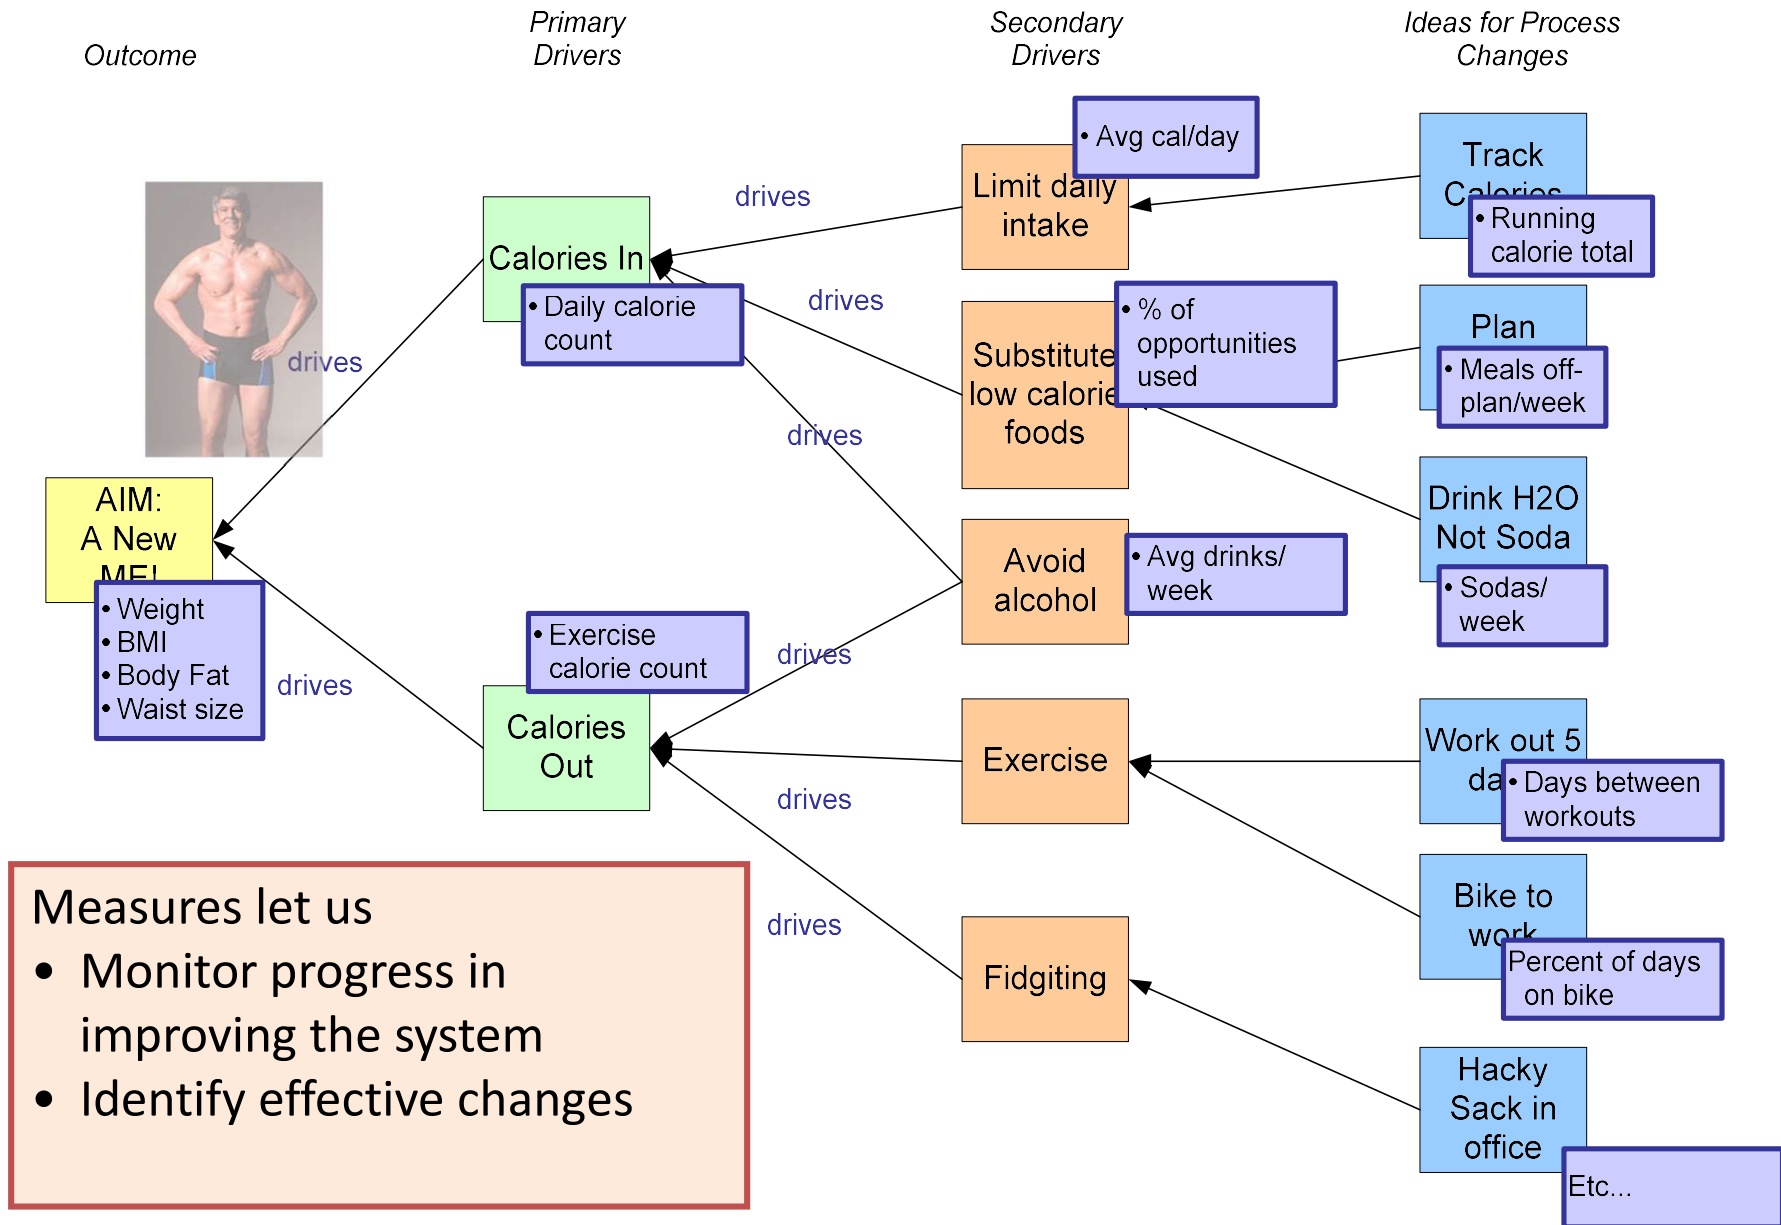 Outcome
Primary
Drivers
Secondary
Drivers
Ideas for Process
Changes
AIM:
A New
ME!
• Weight
• BMI
• Body Fat
• Waist size
drives
drives
Calories In
• Daily calorie
count
• Exercise
calorie count
Calories
Out
drives
drives
drives
drives
drives
drives
• Avg cal/day
Limit daily
intake
• % of
opportunities
used
Substitute
low calorie
foods
Avoid
alcohol
• Avg drinks/
week
Exercise
Fidgiting
Track
Calories
• Running
calorie total
Plan
• Meals off-
plan/week
Drink H2O
Not Soda
• Sodas/
week
Work out 5
da
• Days between
workouts
Bike to
work
Percent of days
on bike
Hacky
Sack in
office
Etc...
Measures let us
• Monitor progress in
improving the system
• Identify effective changes